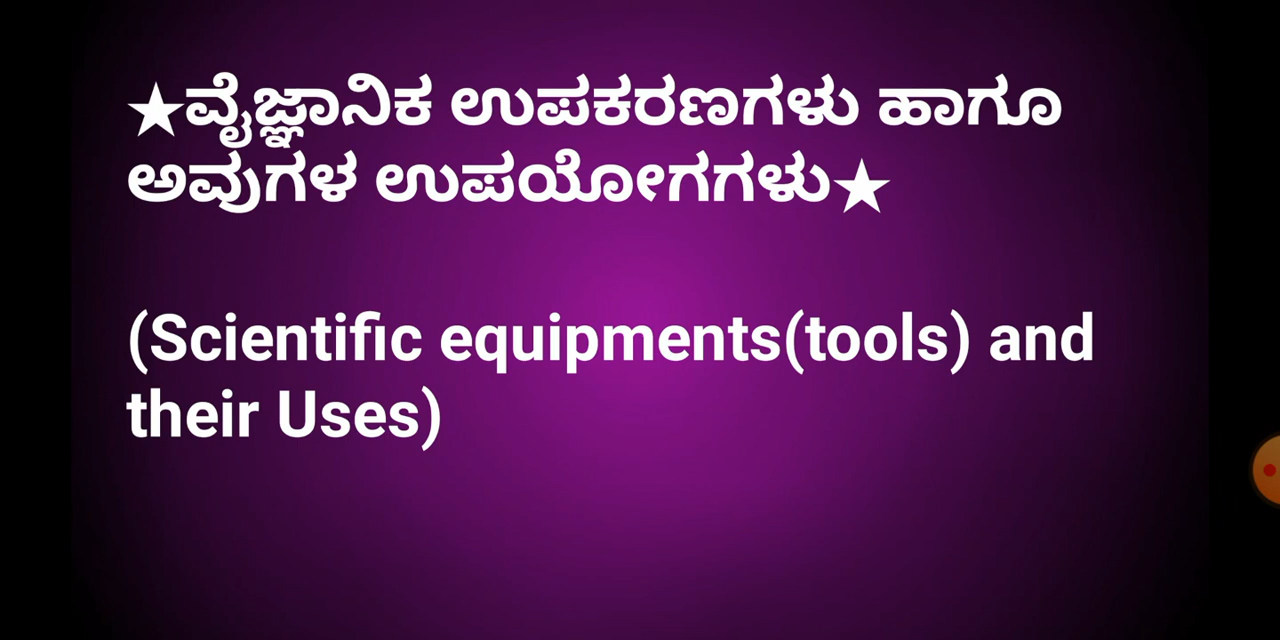 ★ವೈಜ್ಞಾನಿಕ ಉಪಕರಣಗಳು ಹಾಗೂ
ಅವುಗಳ ಉಪಯೋಗಗಳು★
(Scientific equipments(tools) and
their Uses)